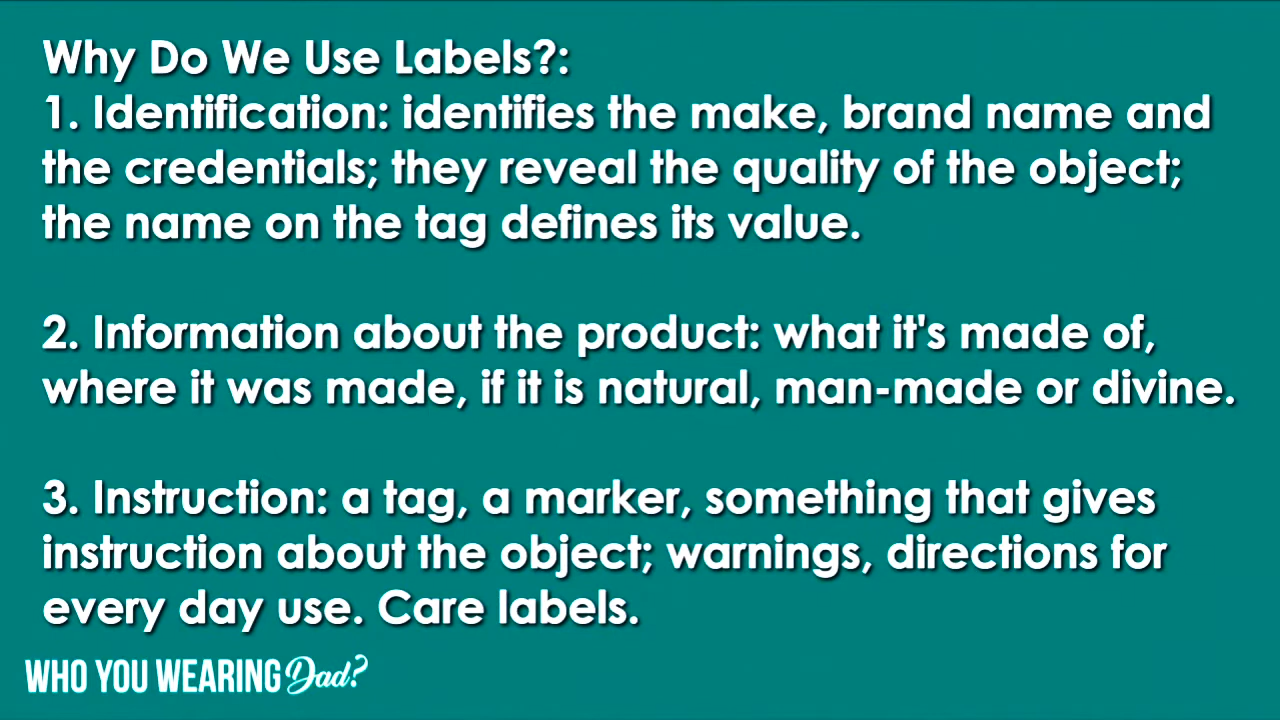 Why Do We Use Labels?:
1. Identification: identifies the make, brand name and
the credentials; they reveal the quality of the object;
the name on the tag defines its value.
2. Information about the product: what it's made of,
where it was made, if it is natural, man-made or divine.
3. Instruction: a tag, a marker, something that gives
instruction about the object; warnings, directions for
every day use. Care labels.
WHO YOU WEARING Dad?